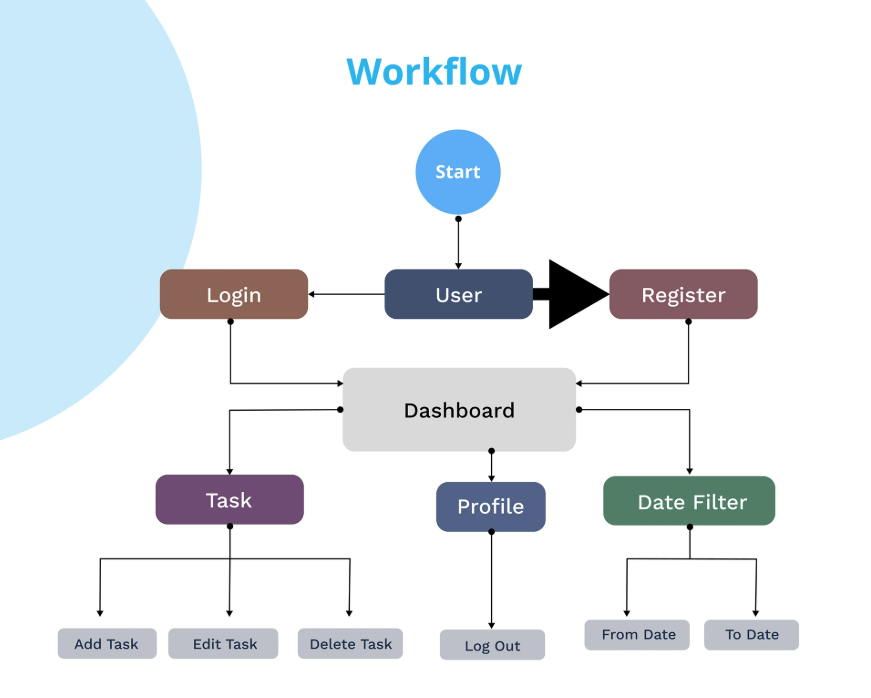 Workflow
Start
Login
User
Register
Dashboard
Task
Profile
Date Filter
Add Task
Edit Task
Delete Task
Log Out
From Date
To Date